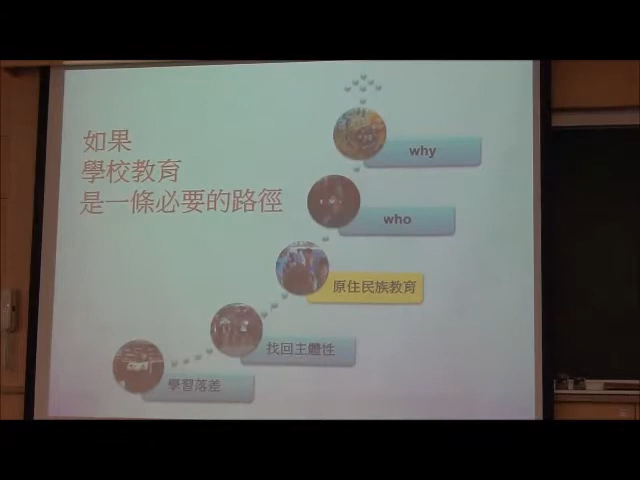 如果
學校教育
是一條必要的路徑
why
who
原住民族教育
找回主體性
學習落差